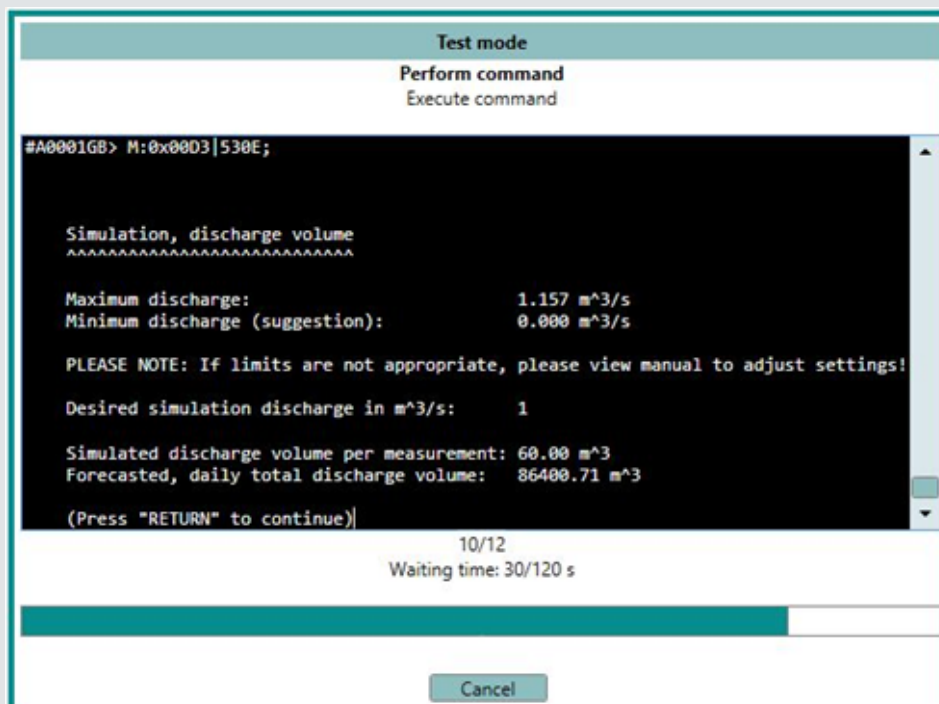 Test mode
Perform command
Execute command
#A0001GB> M:0x00D3|530E;
Simulation, discharge volume
^^^^^^^^^^^^^^^^^^^^^^^^^^^^
Maximum discharge: 1.157 m^3/s
Minimum discharge (suggestion): 0.000 m^3/s
PLEASE NOTE: If limits are not appropriate, please view manual to adjust settings!
Desired simulation discharge in m^3/s: 1
Simulated discharge volume per measurement: 60.00 m^3
Forecasted, daily total discharge volume: 86400.71 m^3
(Press "RETURN" to continue)
10/12
Waiting time: 30/120 s
Cancel